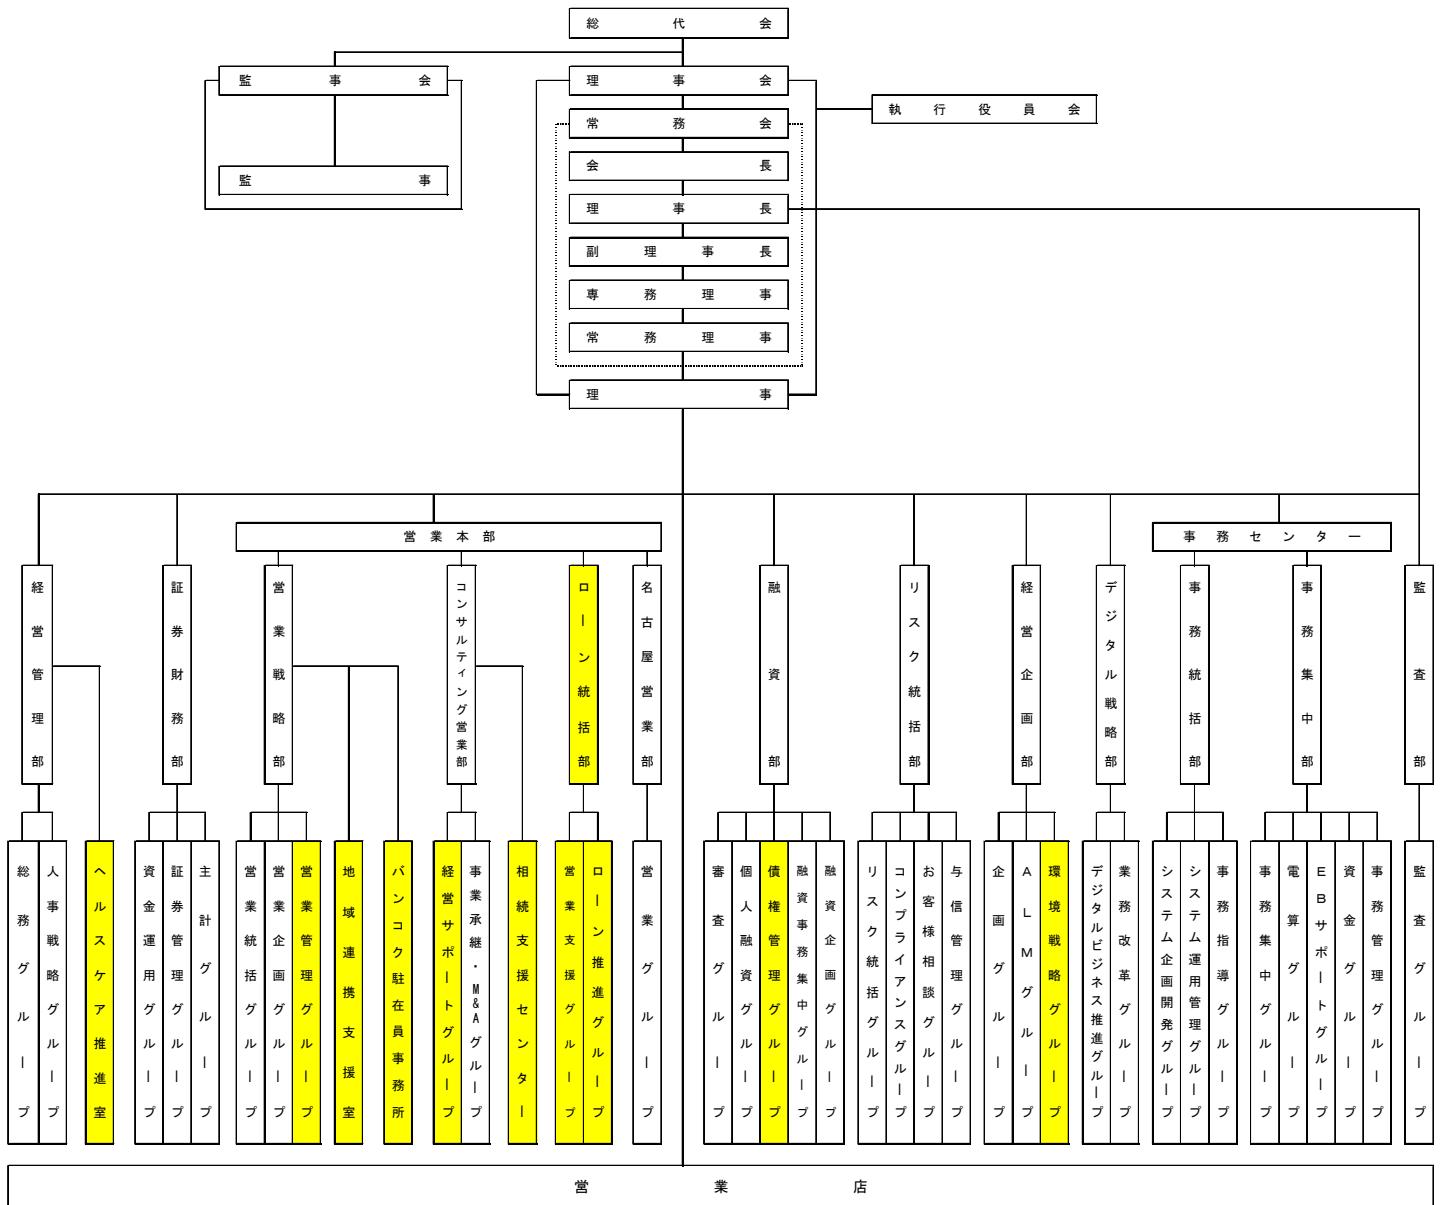 総代会
監事会
理事会
執行役員会
常務会
会長
監事
理事長
副理事長
専務理事
常務理事
理事
営業本部
事務センター
経営管理部
証券財務部
営業戦略部
コンサルティング営業部
ローン統括部
名古屋営業部
融資部
リスク統括部
経営企画部
デジタル戦略部
事務統括部
事務集中部
監査部
総務グループ
人事戦略グループ
ヘルスケア推進室
資金運用グループ
証券管理グループ
主計グループ
営業統括グループ
営業企画グループ
営業管理グループ
地域連携支援室
バンコク駐在員事務所
経営サポートグループ
事業承継・M&Aグループ
相続支援センター
営業支援グループ
ローン推進グループ
営業グループ
審査グループ
個人融資グループ
債権管理グループ
融資事務集中グループ
融資企画グループ
リスク統括グループ
コンプライアンスグループ
お客様相談グループ
与信管理グループ
企画グループ
ALMグループ
環境戦略グループ
デジタルビジネス推進グループ
業務改革グループ
システム企画開発グループ
システム運用管理グループ
事務指導グループ
事務集中グループ
電算グループ
EBサポートグループ
資金グループ
事務管理グループ
監査グループ
営業店